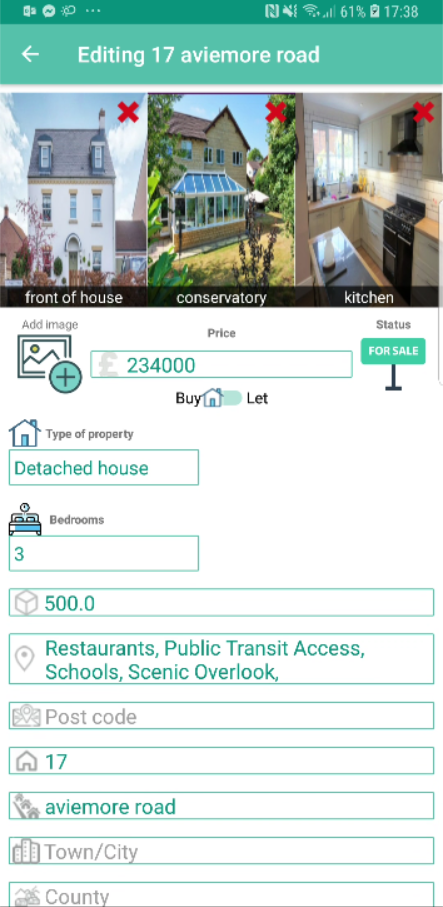 61% 17:38
Editing 17 aviemore road
front of house
conservatory
kitchen
Add image
Price
Status
£ 234000
FOR SALE
Buy Let
Type of property
Detached house
Bedrooms
3
500.0
Restaurants, Public Transit Access,
Schools, Scenic Overlook,
Post code
17
aviemore road
Town/City
County